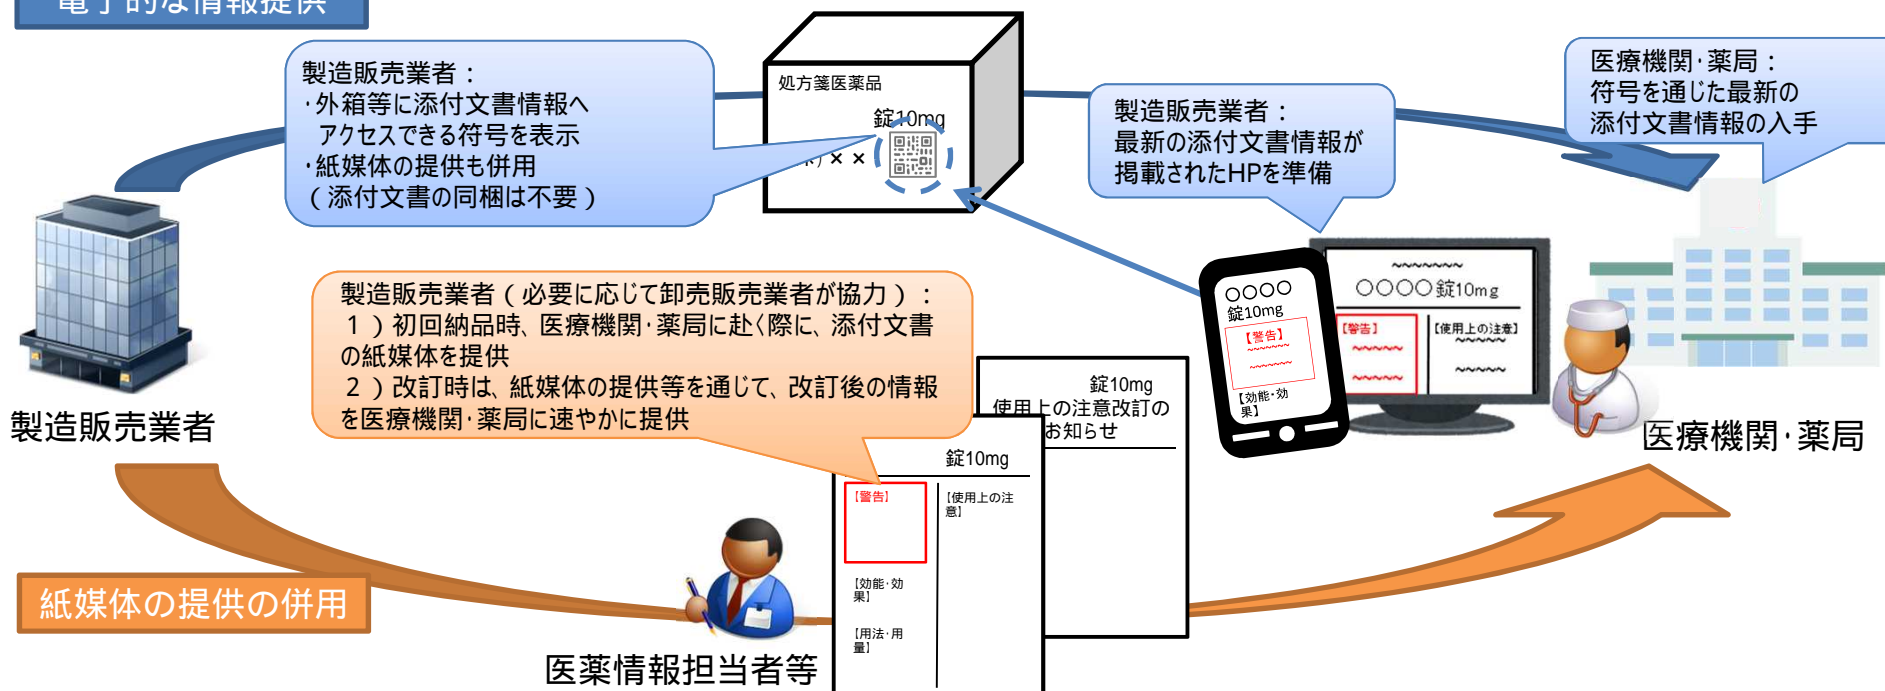 電子的な情報提供
製造販売業者：
・外箱等に添付文書情報へ
アクセスできる符号を表示
・紙媒体の提供も併用
（添付文書の同梱は不要）
処方箋医薬品
錠10mg
××
製造販売業者：
最新の添付文書情報が
掲載されたHPを準備
医療機関・薬局：
符号を通じた最新の
添付文書情報の入手
製造販売業者（必要に応じて卸売販売業者が協力）：
１）初回納品時、医療機関・薬局に赴く際に、添付文書
の紙媒体を提供
２）改訂時は、紙媒体の提供等を通じて、改訂後の情報
を医療機関・薬局に速やかに提供
〇〇〇〇
錠10mg
【警告】
【効能・効
果】
〇〇〇〇錠10mg
【警告】
【使用上の注意】
製造販売業者
医療機関・薬局
錠10mg
使用上の注意改訂の
お知らせ
錠10mg
【警告】
【使用上の注
意】
【効能・効
果】
【用法・用
量】
紙媒体の提供の併用
医薬情報担当者等